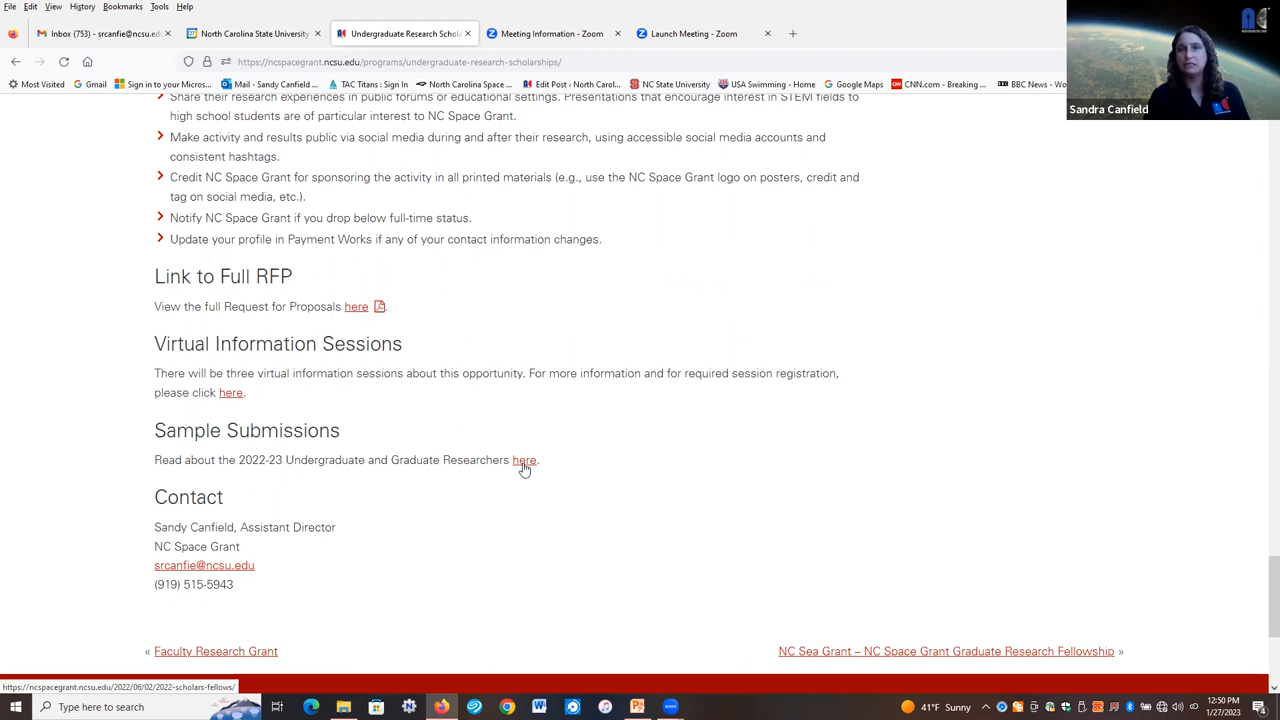 File Edit View History Bookmarks Tools Help
Inbox (753) - srcanfie@ncsu.edu × North Carolina State University × Undergraduate Research Schola × Meeting Information - Zoom × Launch Meeting - Zoom × +
https://ncspacegrant.ncsu.edu/programs/undergraduate-research-scholarships/
Most Visited Gmail Sign in to your Micros... Mail - Sandy Canfield ... TAC Titans : Sign In North Carolina Space ... Edit Post ‹ North Caroli... NC State University USA Swimming - Home Google Maps CNN.com - Breaking ... BBC News - Wo
Sandra Canfield
Share their research experiences in public forums or educational settings. Presentations that encourage interest in STEM fields to
high school students are of particular interest to NC Space Grant.
Make activity and results public via social media during and after their research, using accessible social media accounts and
consistent hashtags.
Credit NC Space Grant for sponsoring the activity in all printed materials (e.g., use the NC Space Grant logo on posters, credit and
tag on social media, etc.).
Notify NC Space Grant if you drop below full-time status.
Update your profile in Payment Works if any of your contact information changes.
Link to Full RFP
View the full Request for Proposals here.
Virtual Information Sessions
There will be three virtual information sessions about this opportunity. For more information and for required session registration,
please click here.
Sample Submissions
Read about the 2022-23 Undergraduate and Graduate Researchers here.
Contact
Sandy Canfield, Assistant Director
NC Space Grant
srcanfie@ncsu.edu
(919) 515-5943
« Faculty Research Grant
NC Sea Grant – NC Space Grant Graduate Research Fellowship »
https://ncspacegrant.ncsu.edu/2022/06/02/2022-scholars-fellows/
Type here to search
41°F Sunny
12:50 PM
1/27/2023